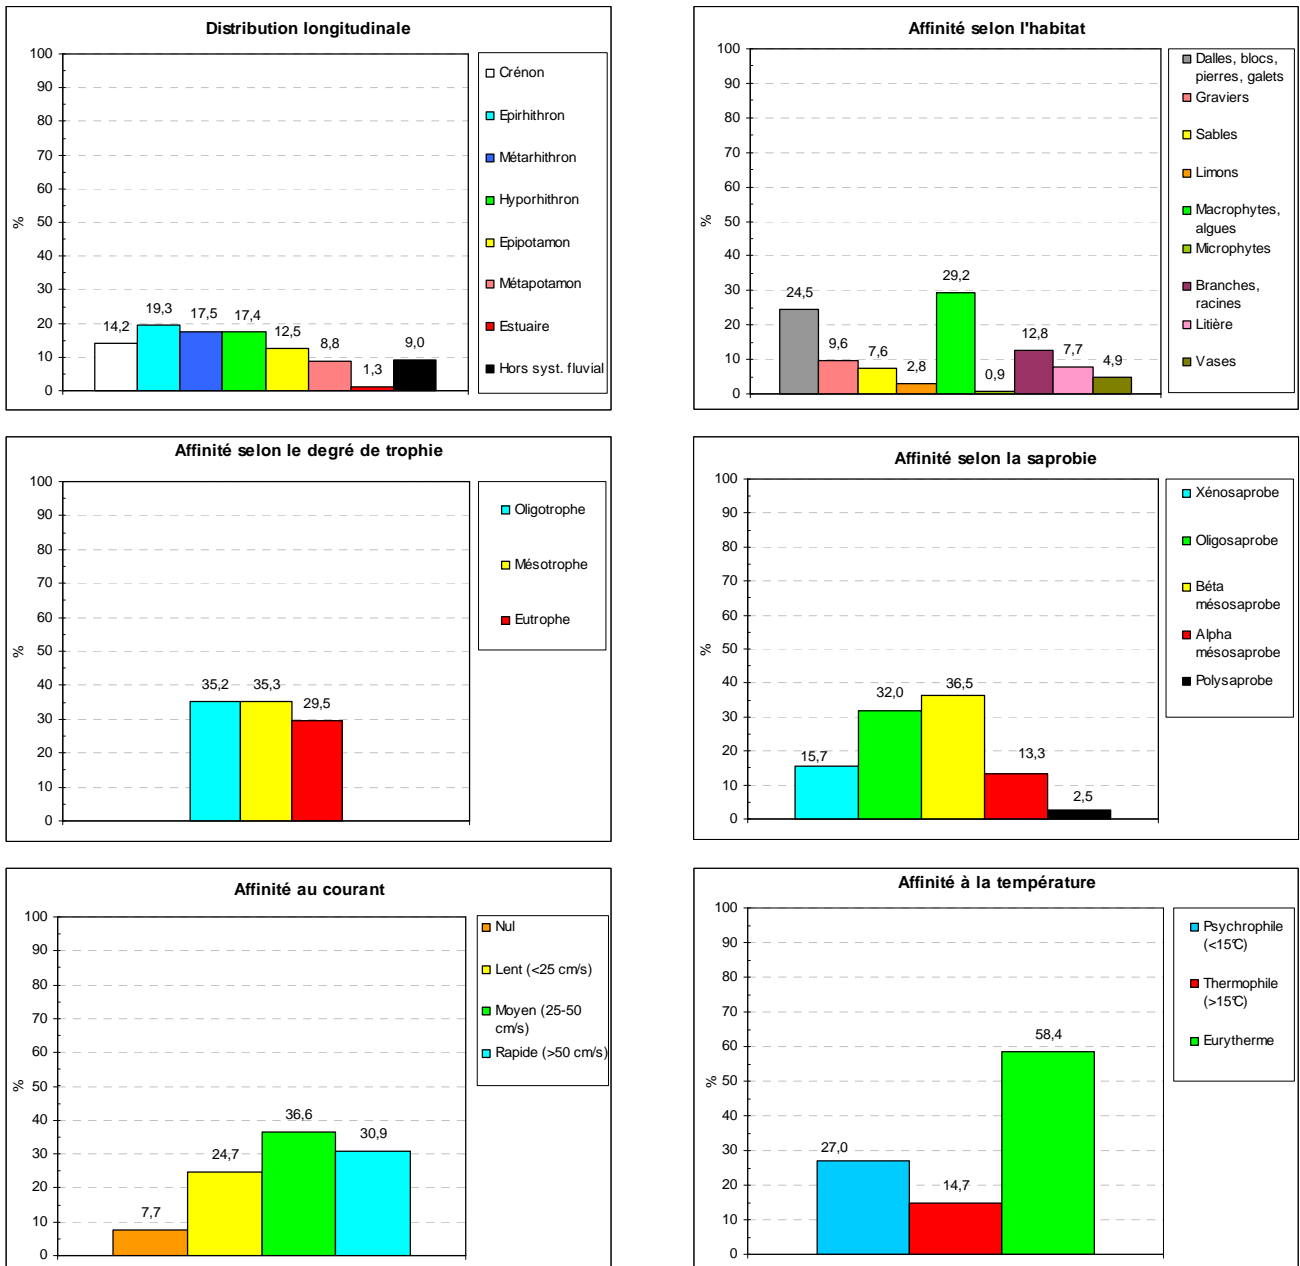 Distribution longitudinale
100
90
80
70
60
50
40
30
20
10
0
%
14,2
19,3
17,5
17,4
12,5
8,8
1,3
9,0
Crénon
Epirhithron
Métarhithron
Hyporhithron
Epipotamon
Métapotamon
Estuaire
Hors syst. fluvial
Affinité selon l'habitat
100
90
80
70
60
50
40
30
20
10
0
%
24,5
9,6
7,6
2,8
29,2
0,9
12,8
7,7
4,9
Dalles, blocs,
pierres, galets
Graviers
Sables
Limons
Macrophytes,
algues
Microphytes
Branches,
racines
Litière
Vases
Affinité selon le degré de trophie
100
90
80
70
60
50
40
30
20
10
0
%
35,2
35,3
29,5
Oligotrophe
Mésotrophe
Eutrophe
Affinité selon la saprobie
100
90
80
70
60
50
40
30
20
10
0
%
15,7
32,0
36,5
13,3
2,5
Xénosaprobe
Oligosaprobe
Béta
mésosaprobe
Alpha
mésosaprobe
Polysaprobe
Affinité au courant
100
90
80
70
60
50
40
30
20
10
0
%
7,7
24,7
36,6
30,9
Nul
Lent (<25 cm/s)
Moyen (25-50
cm/s)
Rapide (>50 cm/s)
Affinité à la température
100
90
80
70
60
50
40
30
20
10
0
%
27,0
14,7
58,4
Psychrophile
(<15°C)
Thermophile
(>15°C)
Eurytherme